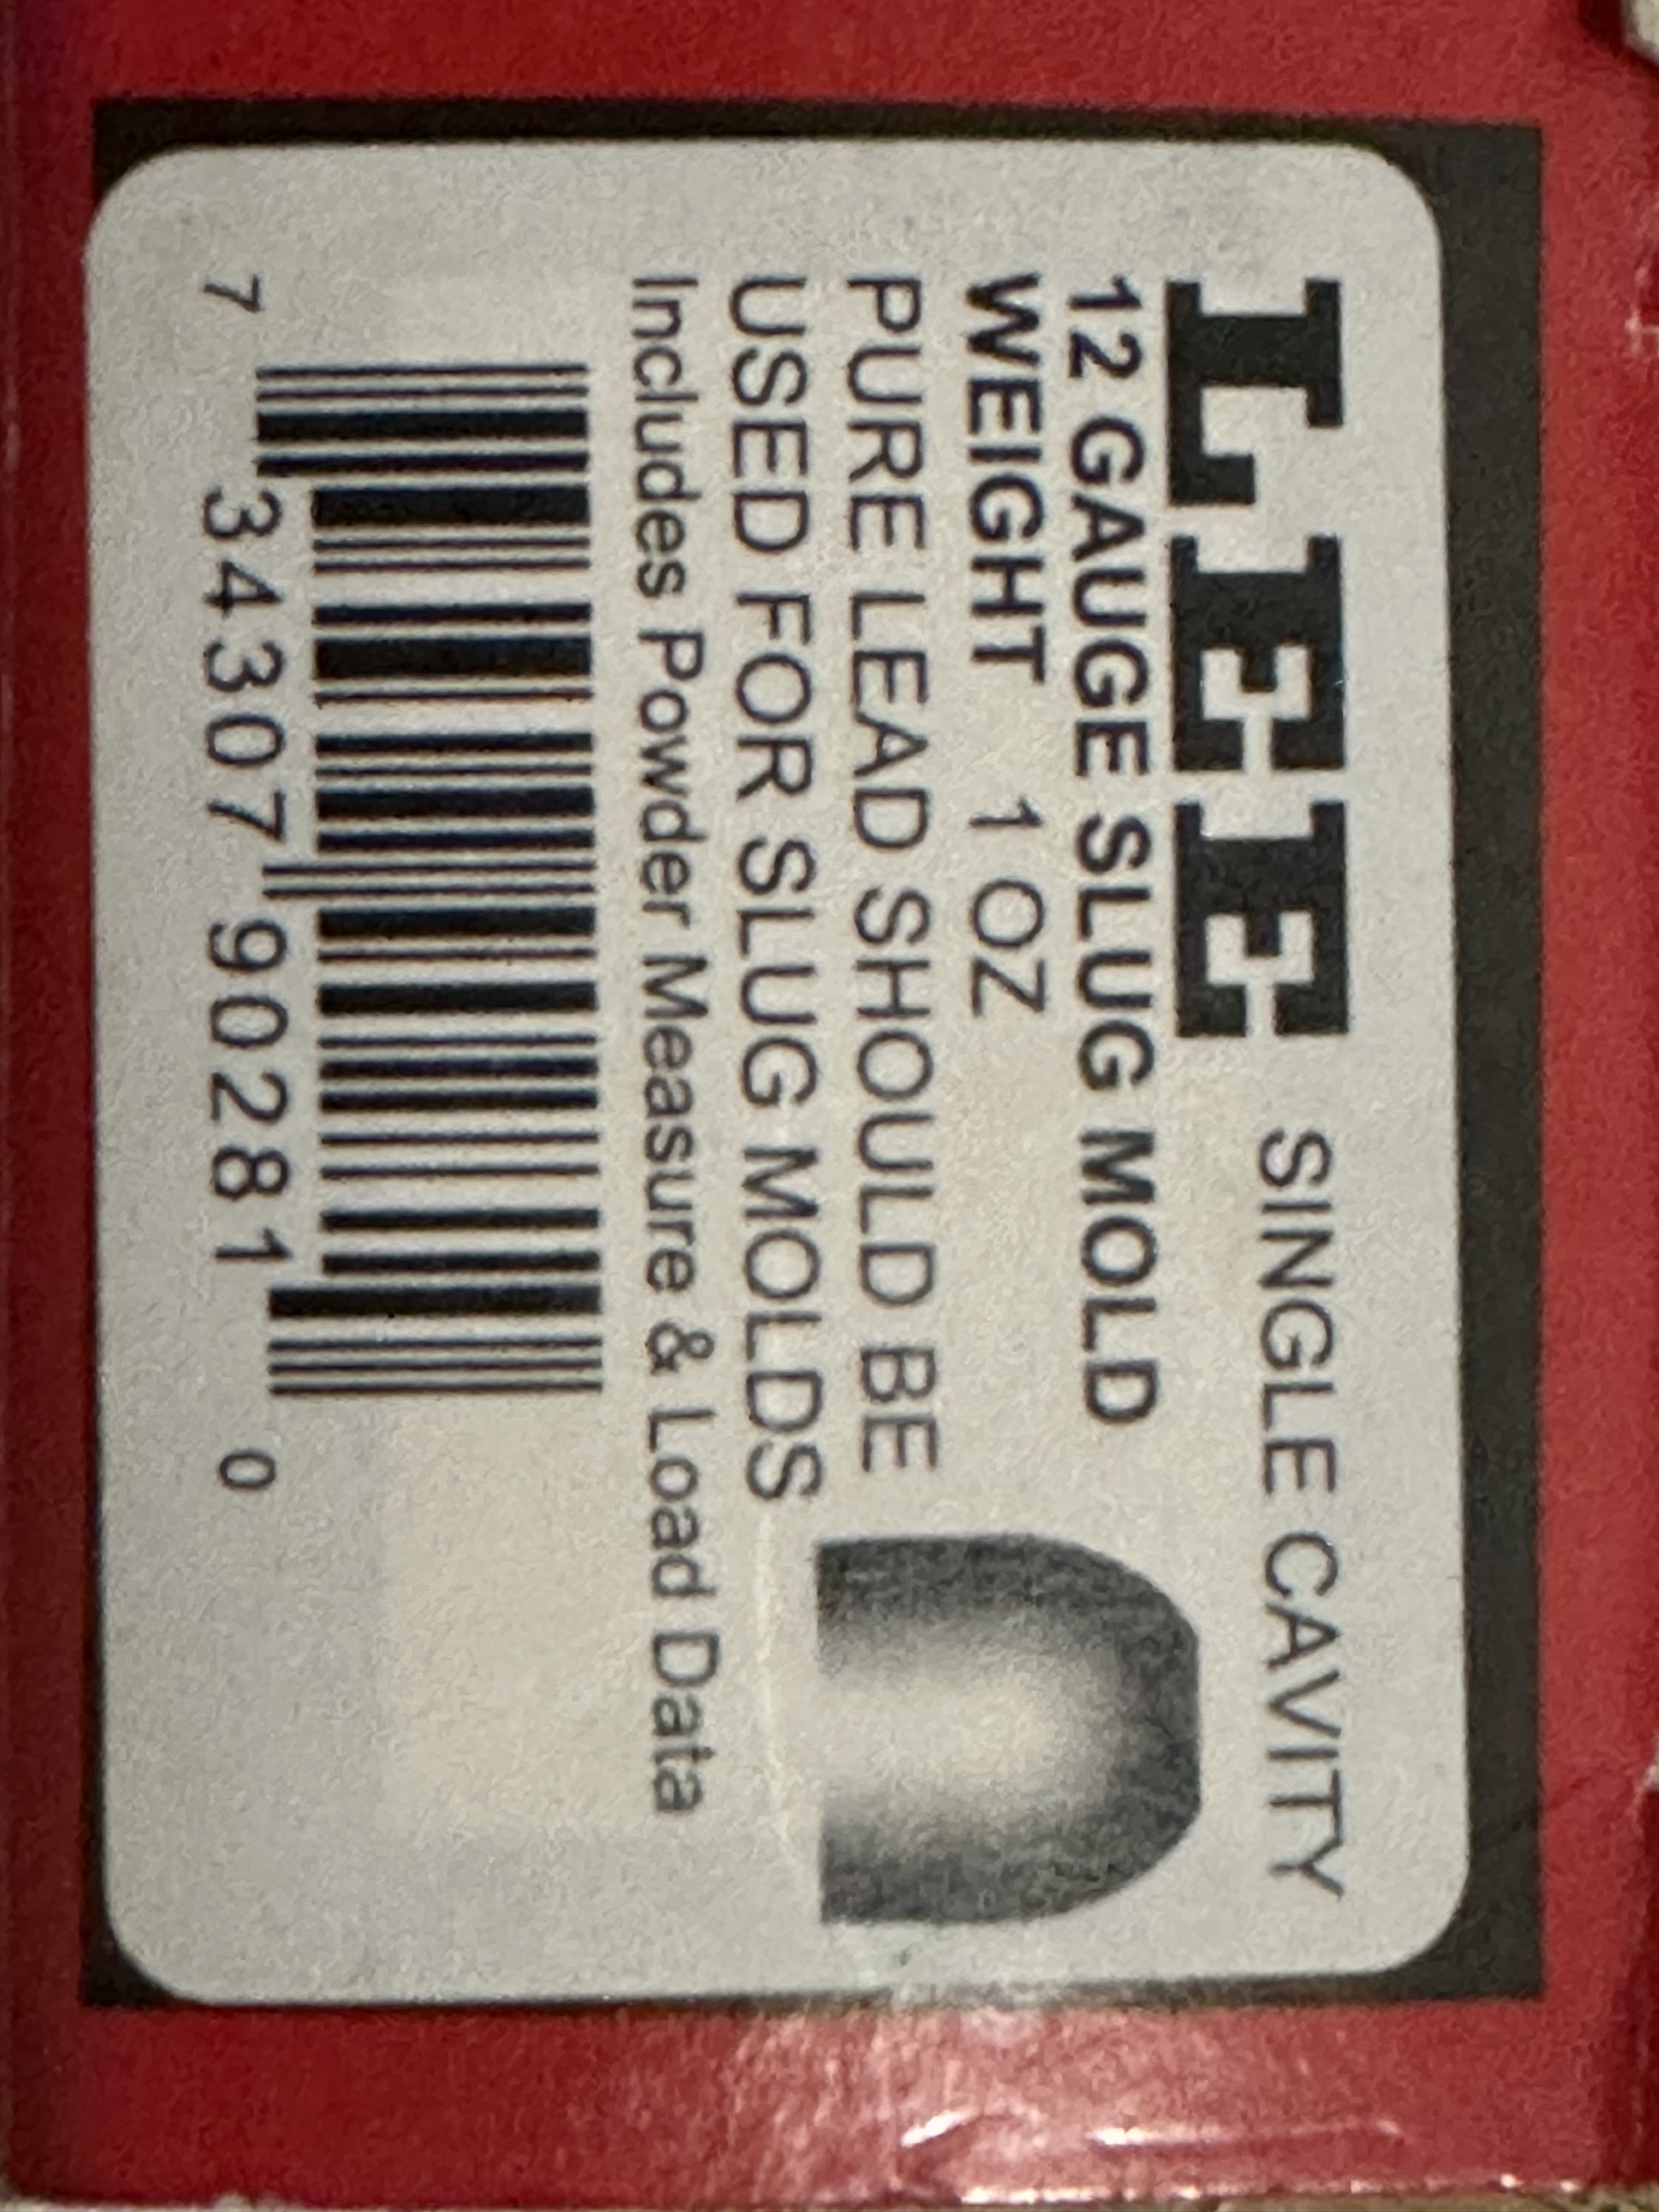 LEE SINGLE CAVITY
12 GAUGE SLUG MOLD
WEIGHT 1 OZ
PURE LEAD SHOULD BE
USED FOR SLUG MOLDS
Includes Powder Measure & Load Data
7 34307 90281 0